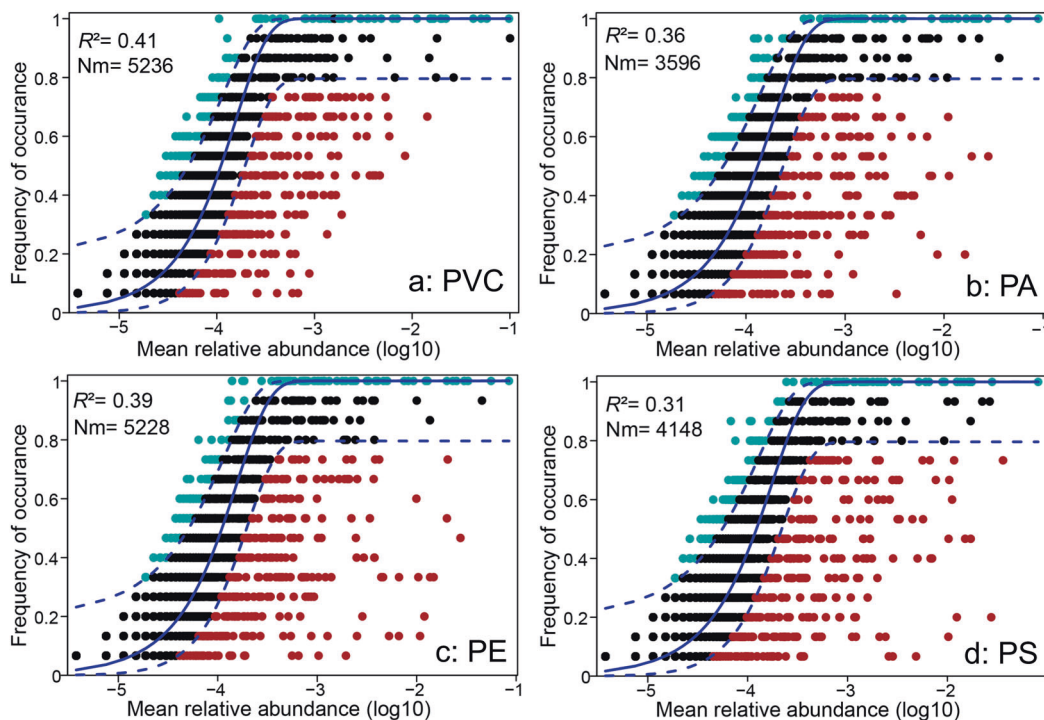 R²= 0.41
Nm= 5236
Frequency of occurance
1
0.8
0.6
0.4
0.2
0
−5
−4
−3
−2
−1
Mean relative abundance (log10)
a: PVC
R²= 0.36
Nm= 3596
Frequency of occurance
1
0.8
0.6
0.4
0.2
0
−5
−4
−3
−2
−1
Mean relative abundance (log10)
b: PA
R²= 0.39
Nm= 5228
Frequency of occurance
1
0.8
0.6
0.4
0.2
0
−5
−4
−3
−2
−1
Mean relative abundance (log10)
c: PE
R²= 0.31
Nm= 4148
Frequency of occurance
1
0.8
0.6
0.4
0.2
0
−5
−4
−3
−2
−1
Mean relative abundance (log10)
d: PS